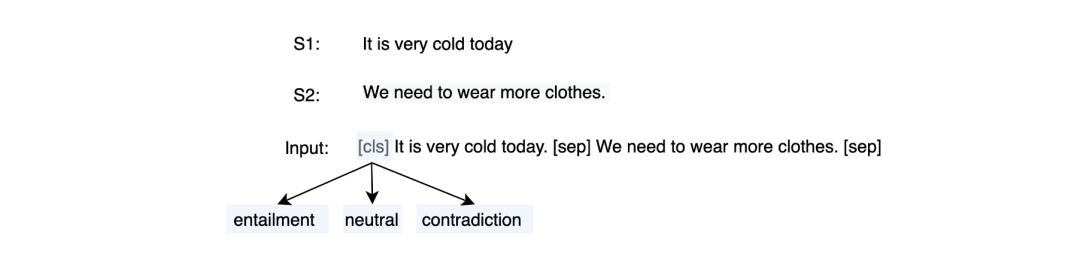 S1: It is very cold today
S2: We need to wear more clothes.
Input: [cls] It is very cold today. [sep] We need to wear more clothes. [sep]
entailment neutral contradiction